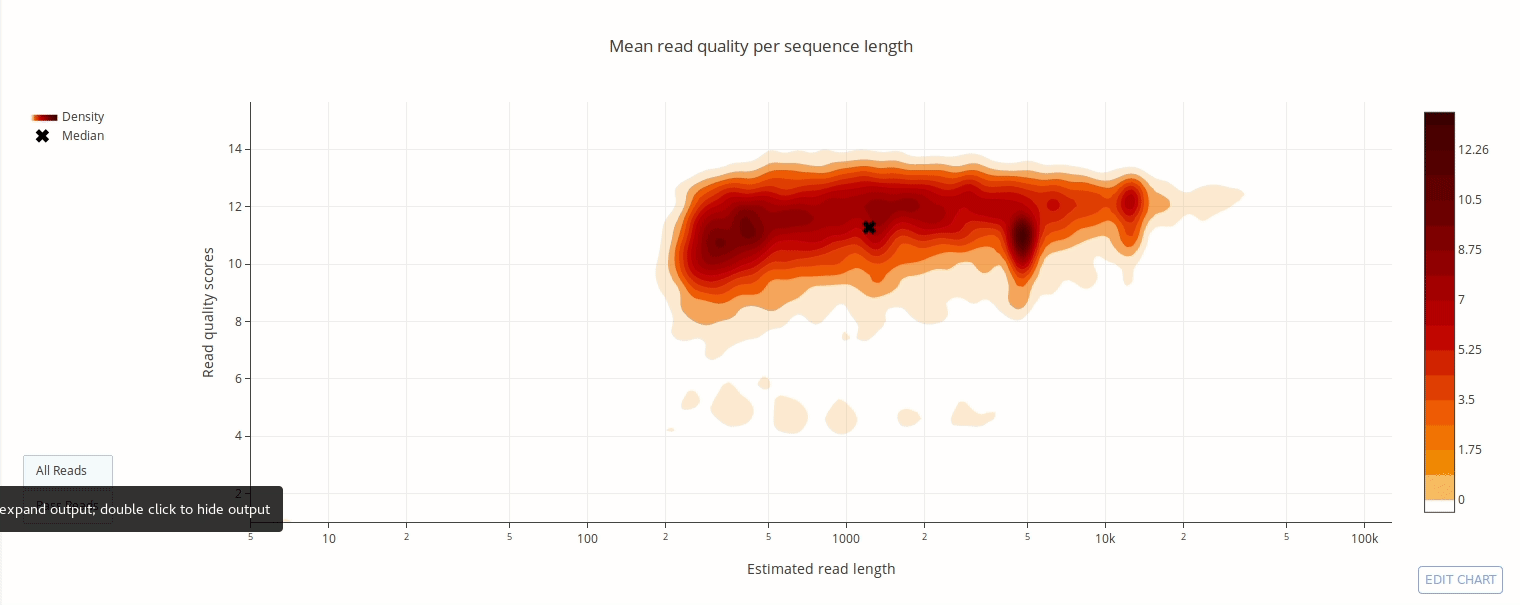 Mean read quality per sequence length
Density
Median
14
12
10
8
6
4
2
Read quality scores
5
10
2
5
100
2
5
1000
2
5
10k
2
5
100k
Estimated read length
12.26
10.5
8.75
7
5.25
3.5
1.75
0
All Reads
expand output; double click to hide output
EDIT CHART